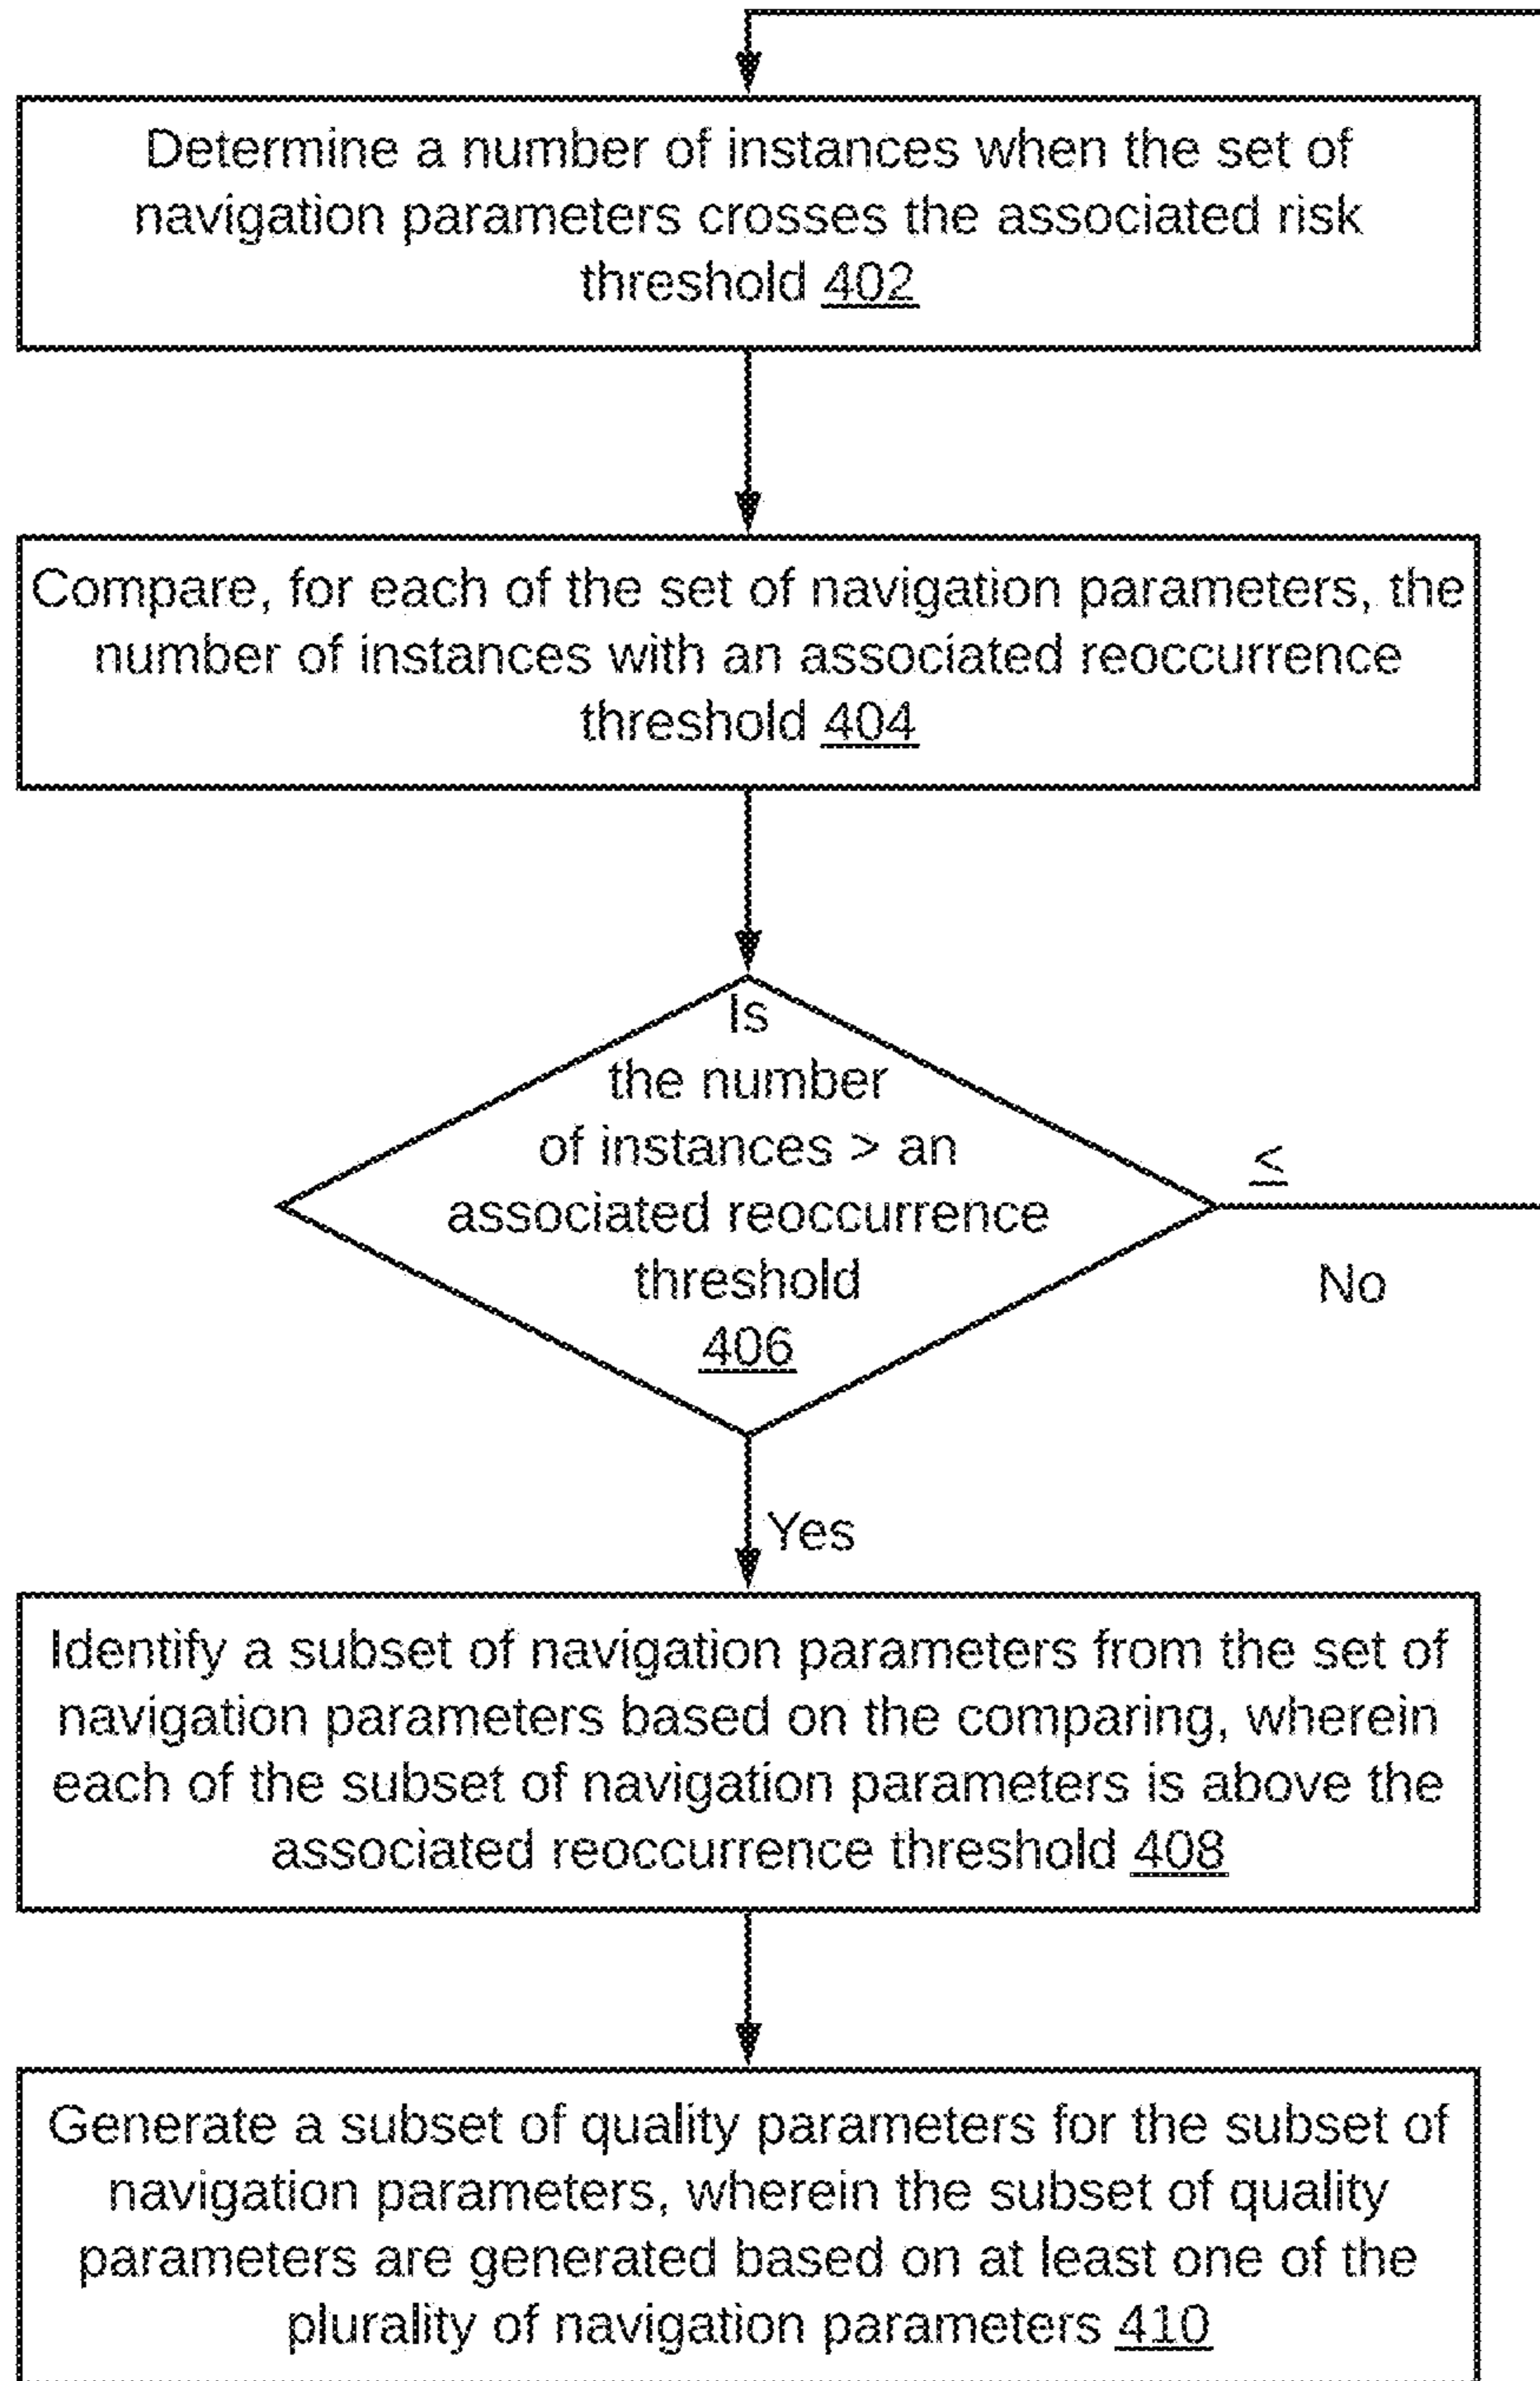 Determine a number of instances when the set of
navigation parameters crosses the associated risk
threshold 402
Compare, for each of the set of navigation parameters, the
number of instances with an associated reoccurrence
threshold 404
Is
the number
of instances > an
associated reoccurrence
threshold
406
≤
No
Yes
Identify a subset of navigation parameters from the set of
navigation parameters based on the comparing, wherein
each of the subset of navigation parameters is above the
associated reoccurrence threshold 408
Generate a subset of quality parameters for the subset of
navigation parameters, wherein the subset of quality
parameters are generated based on at least one of the
plurality of navigation parameters 410